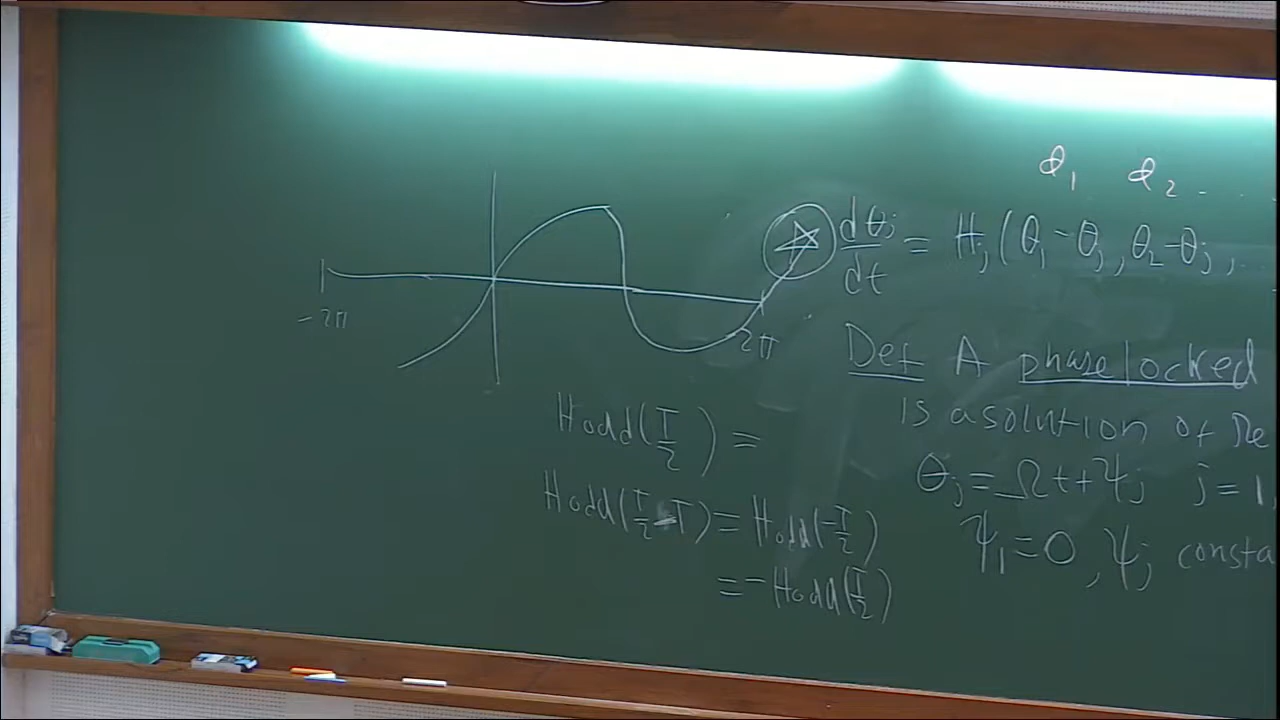 θ₁ θ₂ . . .
dθⱼ/dt = Hⱼ(θ₁-θⱼ, θ₂-θⱼ, .
-2π
2π
Def A phaselocked
is a solution of
θⱼ = Ωt+ψⱼ j=1,
ψ₁=0, ψⱼ consta
Hodd(T/2) =
Hodd(T/2-T) = Hodd(-T/2)
= -Hodd(T/2)